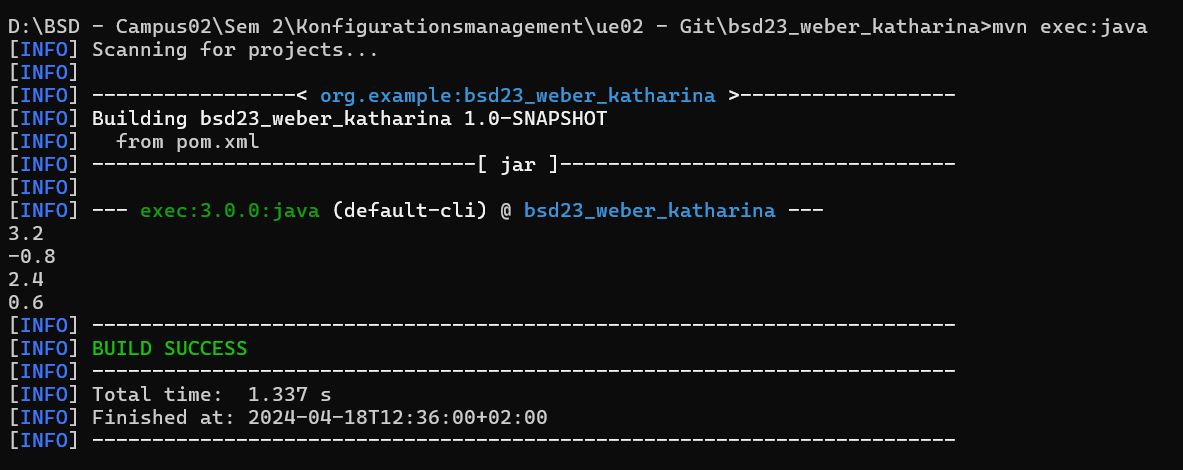 D:\BSD - Campus02\Sem 2\Konfigurationsmanagement\ue02 - Git\bsd23_weber_katharina>mvn exec:java
[INFO] Scanning for projects...
[INFO]
[INFO] -----------------< org.example:bsd23_weber_katharina >------------------
[INFO] Building bsd23_weber_katharina 1.0-SNAPSHOT
[INFO]   from pom.xml
[INFO] --------------------------------[ jar ]---------------------------------
[INFO]
[INFO] --- exec:3.0.0:java (default-cli) @ bsd23_weber_katharina ---
3.2
-0.8
2.4
0.6
[INFO] ------------------------------------------------------------------------
[INFO] BUILD SUCCESS
[INFO] ------------------------------------------------------------------------
[INFO] Total time:  1.337 s
[INFO] Finished at: 2024-04-18T12:36:00+02:00
[INFO] ------------------------------------------------------------------------